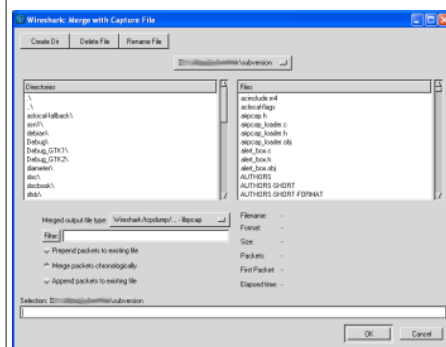 Wireshark: Merge with Capture File
Create Dir Delete File Rename File
\subversion
Directories
.\
..\
aclocal-fallback\
asn1\
debian\
Debug\
Debug_GTK1\
Debug_GTK2\
diameter\
doc\
docbook\
dtds\
Files
acinclude.m4
aclocal-flags
airpcap.h
airpcap_loader.c
airpcap_loader.h
airpcap_loader.obj
alert_box.c
alert_box.h
alert_box.obj
AUTHORS
AUTHORS-SHORT
AUTHORS-SHORT-FORMAT
Merged output file type: Wireshark/tcpdump/... - libpcap
Filter:
Prepend packets to existing file
Merge packets chronologically
Append packets to existing file
Filename: -
Format: -
Size: -
Packets: -
First Packet: -
Elapsed time: -
Selection: \subversion
OK Cancel